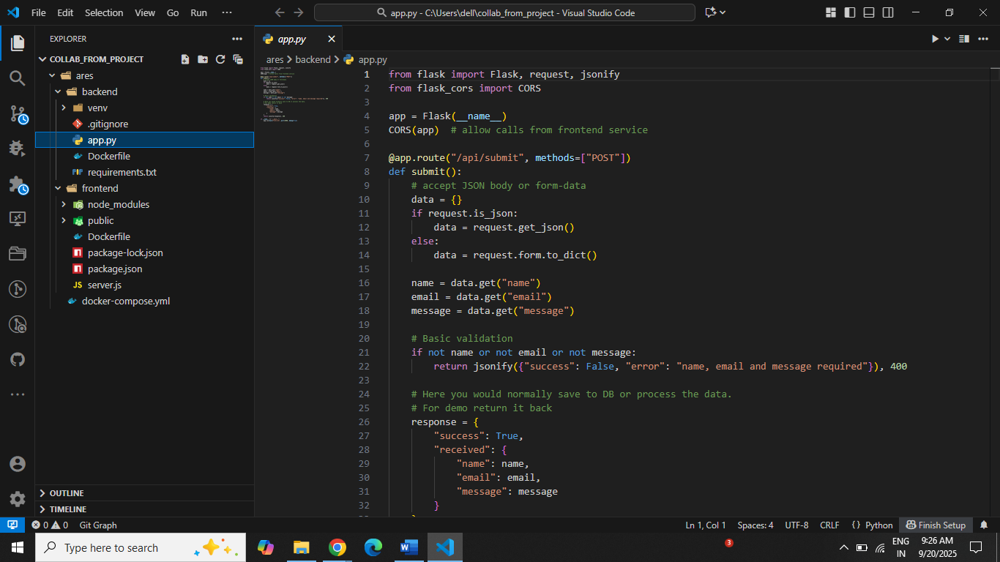 File Edit Selection View Go Run ···
app.py - C:\Users\dell\collab_from_project - Visual Studio Code
EXPLORER
COLLAB_FROM_PROJECT
ares
backend
venv
.gitignore
app.py
Dockerfile
requirements.txt
frontend
node_modules
public
Dockerfile
package-lock.json
package.json
JS server.js
docker-compose.yml
OUTLINE
TIMELINE
app.py
ares > backend > app.py
1 from flask import Flask, request, jsonify
2 from flask_cors import CORS
3
4 app = Flask(__name__)
5 CORS(app)  # allow calls from frontend service
6
7 @app.route("/api/submit", methods=["POST"])
8 def submit():
9     # accept JSON body or form-data
10     data = {}
11     if request.is_json:
12         data = request.get_json()
13     else:
14         data = request.form.to_dict()
15
16     name = data.get("name")
17     email = data.get("email")
18     message = data.get("message")
19
20     # Basic validation
21     if not name or not email or not message:
22         return jsonify({"success": False, "error": "name, email and message required"}), 400
23
24     # Here you would normally save to DB or process the data.
25     # For demo return it back
26     response = {
27         "success": True,
28         "received": {
29             "name": name,
30             "email": email,
31             "message": message
32         }
0 0 Git Graph
Ln 1, Col 1 Spaces: 4 UTF-8 CRLF {} Python Finish Setup
Type here to search
3
ENG
IN
9:26 AM
9/20/2025